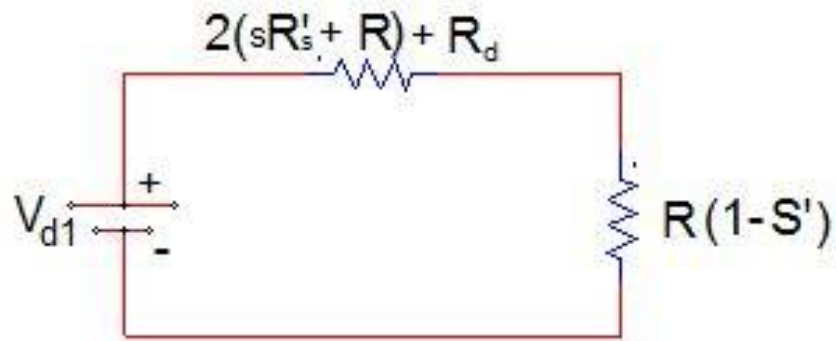 2(sR's + R) + Rd
+
Vd1
-
R(1-S')